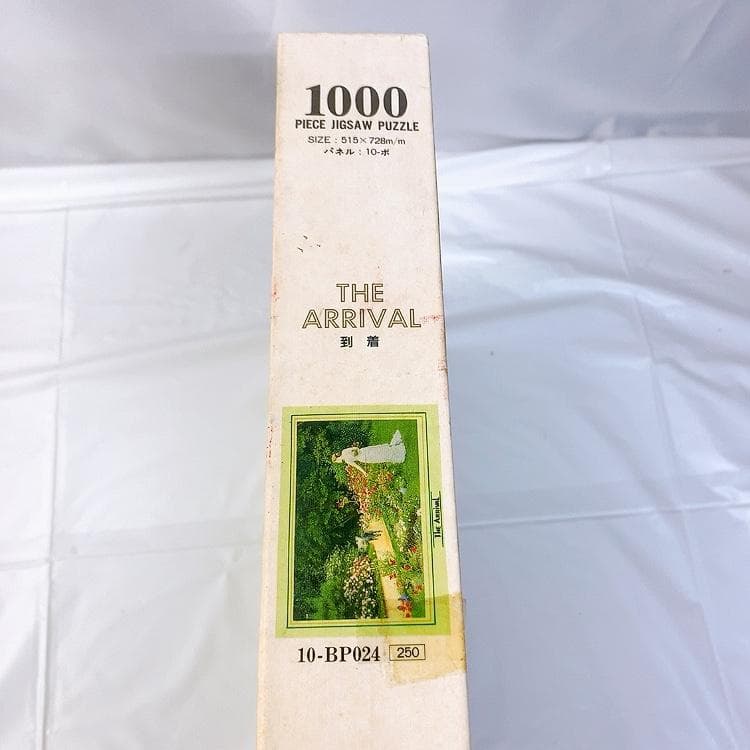 1000
PIECE JIGSAW PUZZLE
SIZE : 515×728m/m
パネル : 10-ボ
THE
ARRIVAL
到着
THE ARRIVAL
10-BP024 250